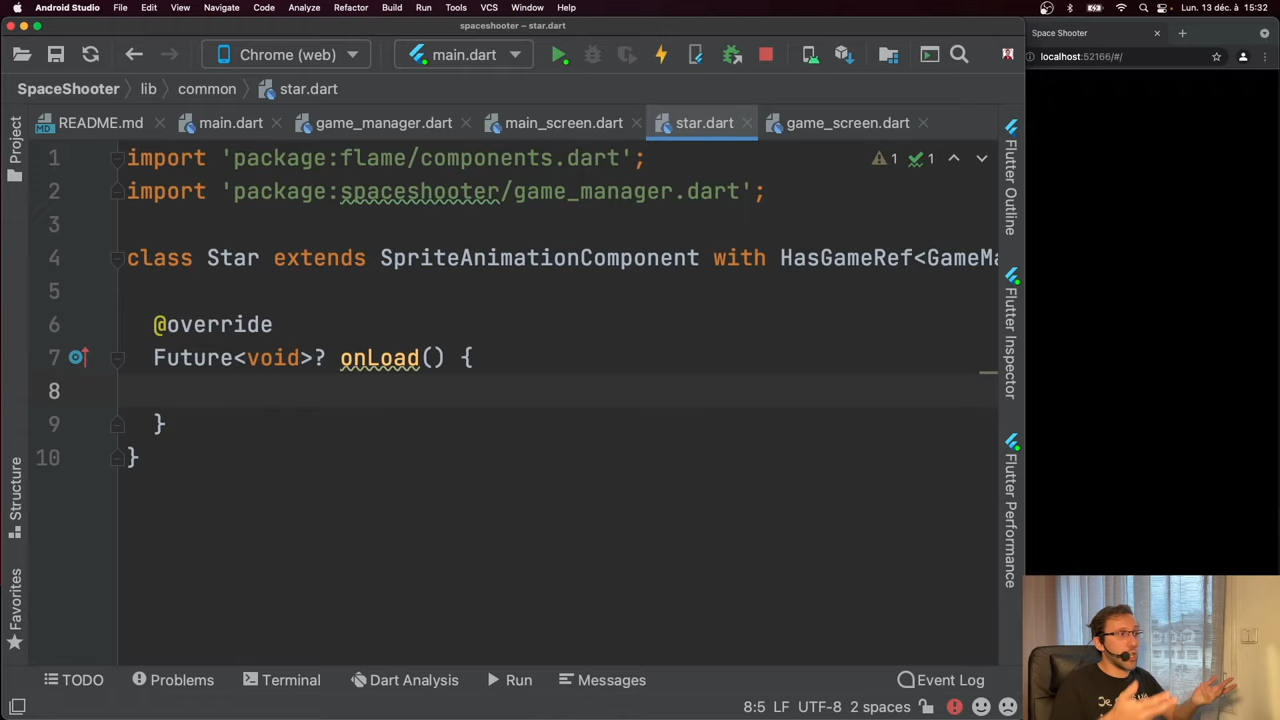 Android Studio File Edit View Navigate Code Analyze Refactor Build Run Tools VCS Window Help Lun. 13 déc. à 15:32
spaceshooter – star.dart
Space Shooter
Chrome (web) main.dart
localhost:52166/#/
SpaceShooter lib common star.dart
README.md main.dart game_manager.dart main_screen.dart star.dart game_screen.dart
Project
Structure
Favorites
1 import 'package:flame/components.dart';
2 import 'package:spaceshooter/game_manager.dart';
3
4 class Star extends SpriteAnimationComponent with HasGameRef<GameMa
5
6 @override
7 Future<void>? onLoad() {
8
9 }
10 }
1 1
Flutter Outline
Flutter Inspector
Flutter Performance
TODO Problems Terminal Dart Analysis Run Messages Event Log
8:5 LF UTF-8 2 spaces